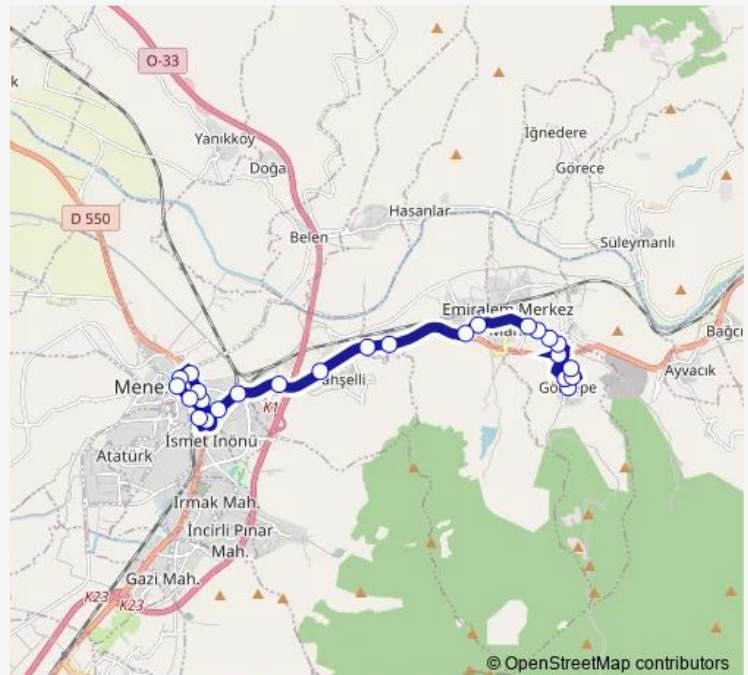 O-33
k
Yanıkköy
Doğa
İğnedere
Görece
D 550
Hasanlar
Belen
Süleymanlı
Emiralem Merkez
Bağcı
Mene
ahşelli
Ayvacık
K1
İsmet İnönü
Atatürk
Irmak Mah.
İncirli Pınar
Mah.
Gazi Mah.
K23
K23
© OpenStreetMap contributors